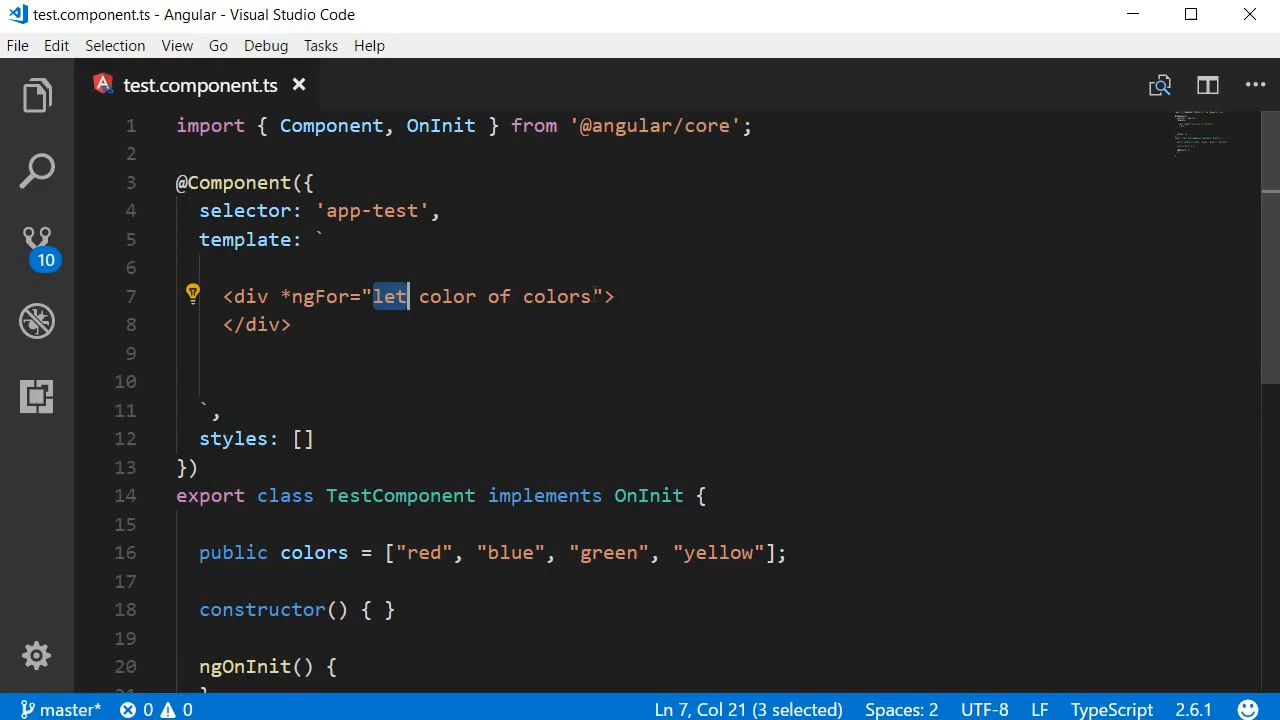 test.component.ts - Angular - Visual Studio Code
File Edit Selection View Go Debug Tasks Help
test.component.ts
1 import { Component, OnInit } from '@angular/core';
2
3 @Component({
4 selector: 'app-test',
5 template: `
6
7 <div *ngFor="let color of colors">
8 </div>
9
10
11 `,
12 styles: []
13 })
14 export class TestComponent implements OnInit {
15
16 public colors = ["red", "blue", "green", "yellow"];
17
18 constructor() { }
19
20 ngOnInit() {
10
master* 0 0 Ln 7, Col 21 (3 selected) Spaces: 2 UTF-8 LF TypeScript 2.6.1